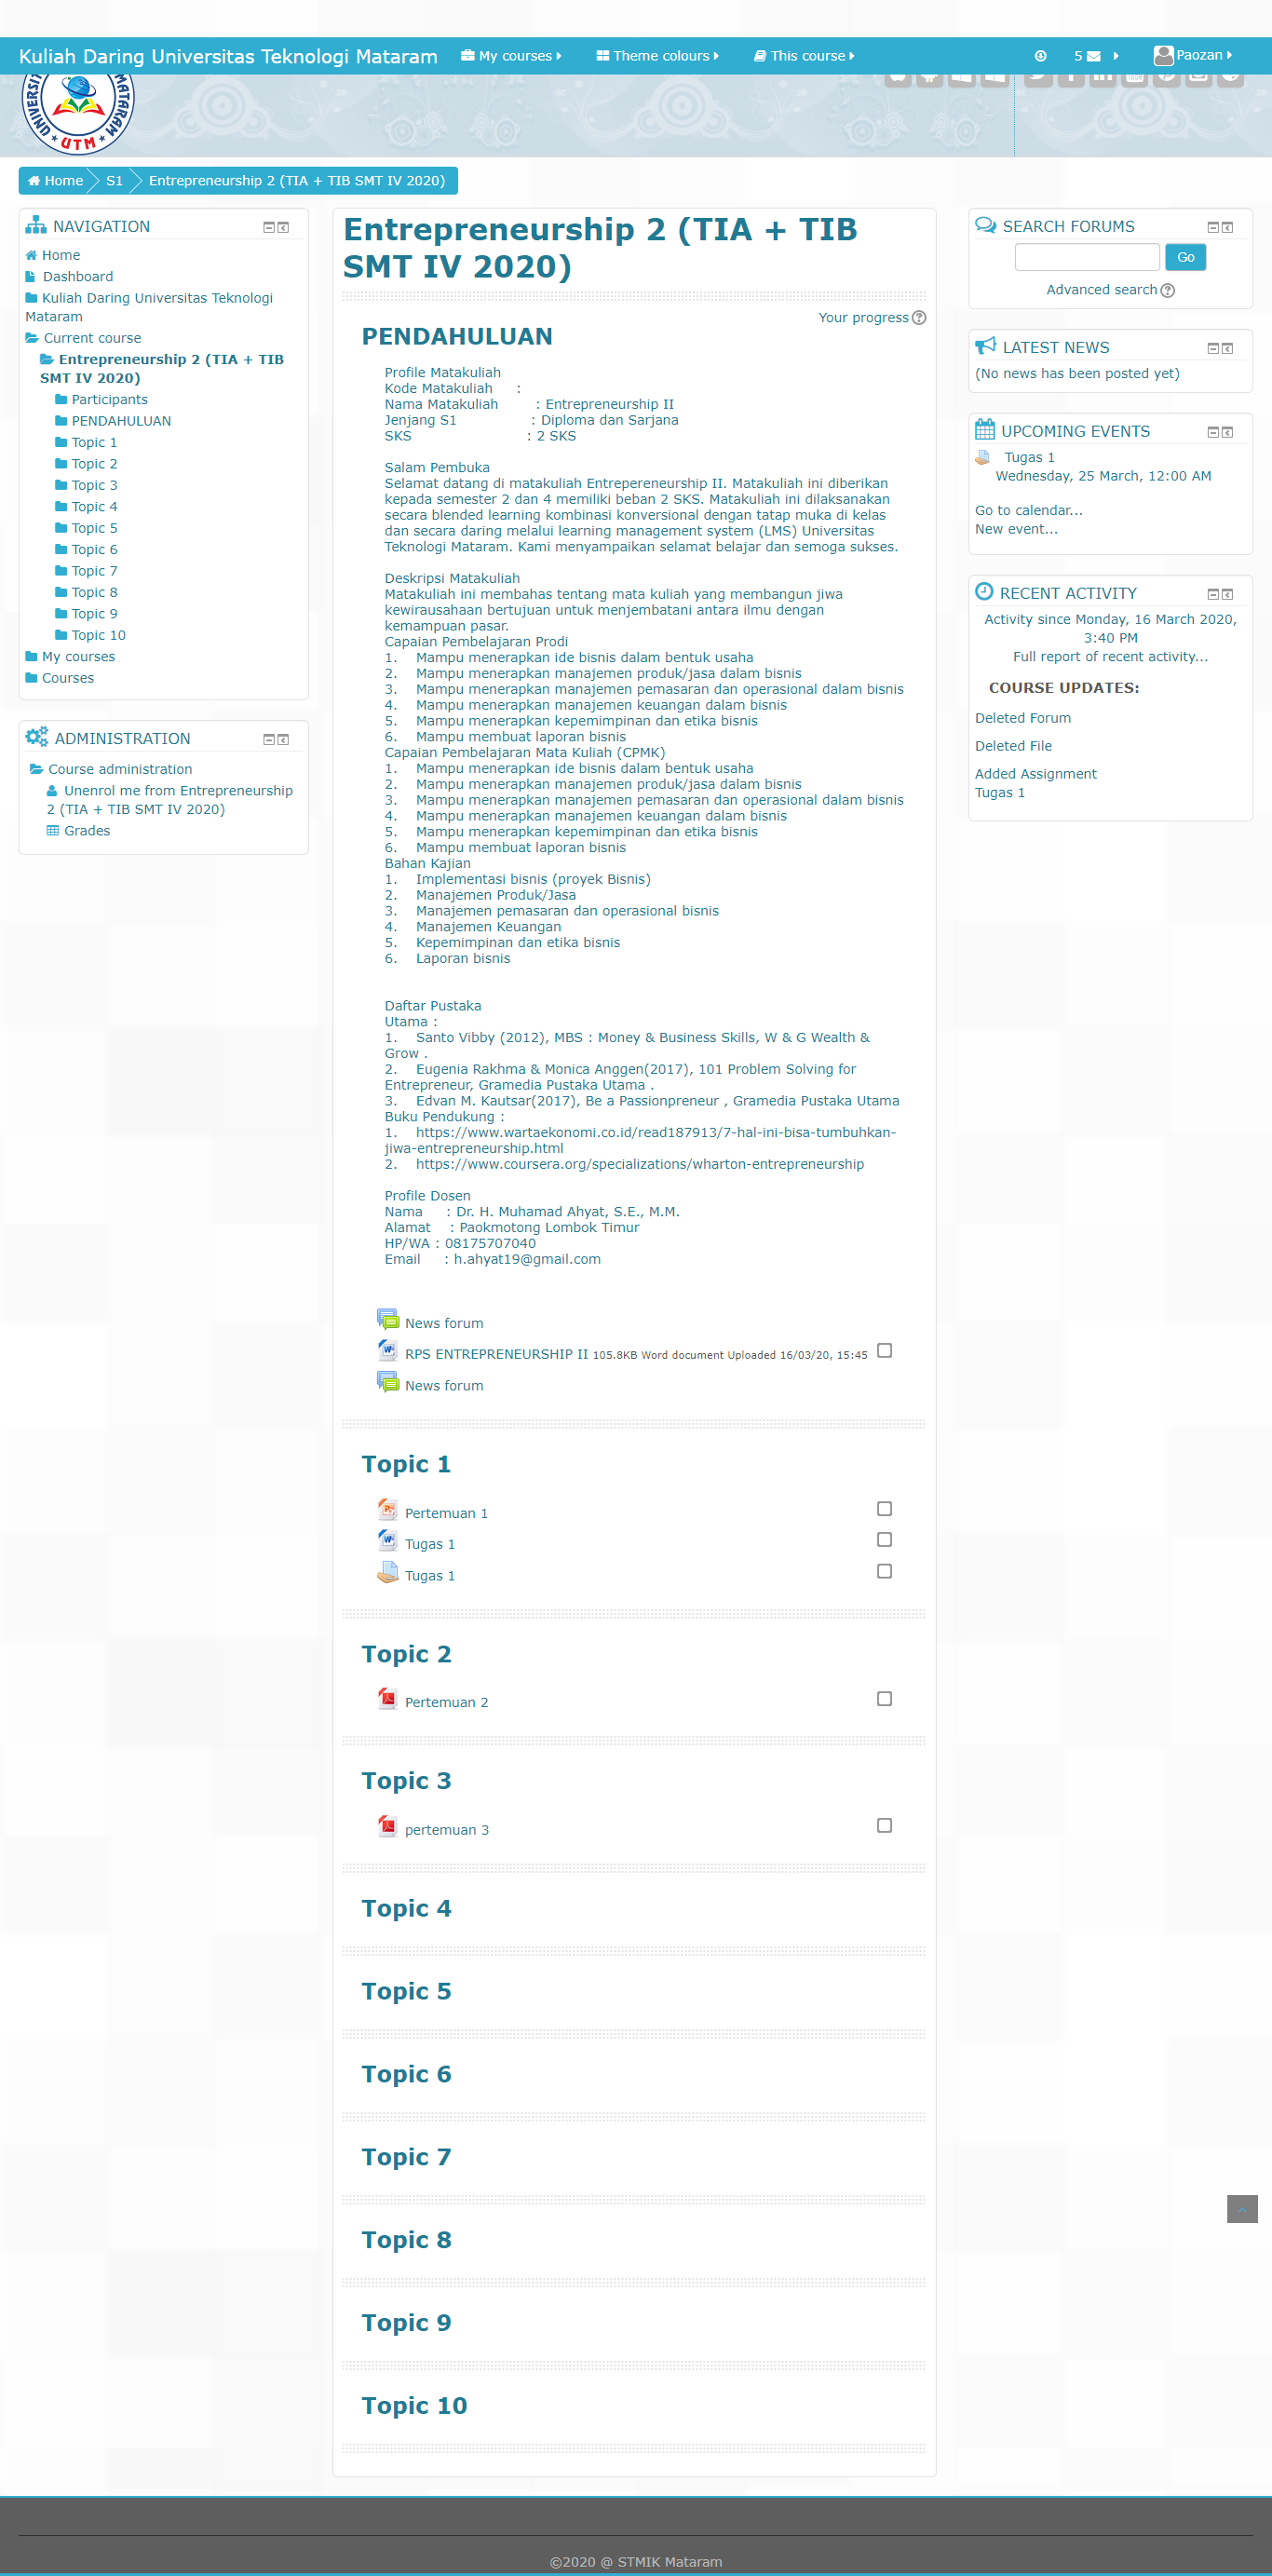 Kuliah Daring Universitas Teknologi Mataram
My courses
Theme colours
This course
5
Paozan
UNIVERSITAS MATARAM
UTM
Home
S1
Entrepreneurship 2 (TIA + TIB SMT IV 2020)
NAVIGATION
Home
Dashboard
Kuliah Daring Universitas Teknologi
Mataram
Current course
Entrepreneurship 2 (TIA + TIB
SMT IV 2020)
Participants
PENDAHULUAN
Topic 1
Topic 2
Topic 3
Topic 4
Topic 5
Topic 6
Topic 7
Topic 8
Topic 9
Topic 10
My courses
Courses
ADMINISTRATION
Course administration
Unenrol me from Entrepreneurship
2 (TIA + TIB SMT IV 2020)
Grades
Entrepreneurship 2 (TIA + TIB
SMT IV 2020)
Your progress
PENDAHULUAN
Profile Matakuliah
Kode Matakuliah :
Nama Matakuliah : Entrepreneurship II
Jenjang S1 : Diploma dan Sarjana
SKS : 2 SKS
Salam Pembuka
Selamat datang di matakuliah Entrepereneurship II. Matakuliah ini diberikan
kepada semester 2 dan 4 memiliki beban 2 SKS. Matakuliah ini dilaksanakan
secara blended learning kombinasi konversional dengan tatap muka di kelas
dan secara daring melalui learning management system (LMS) Universitas
Teknologi Mataram. Kami menyampaikan selamat belajar dan semoga sukses.
Deskripsi Matakuliah
Matakuliah ini membahas tentang mata kuliah yang membangun jiwa
kewirausahaan bertujuan untuk menjembatani antara ilmu dengan
kemampuan pasar.
Capaian Pembelajaran Prodi
1. Mampu menerapkan ide bisnis dalam bentuk usaha
2. Mampu menerapkan manajemen produk/jasa dalam bisnis
3. Mampu menerapkan manajemen pemasaran dan operasional dalam bisnis
4. Mampu menerapkan manajemen keuangan dalam bisnis
5. Mampu menerapkan kepemimpinan dan etika bisnis
6. Mampu membuat laporan bisnis
Capaian Pembelajaran Mata Kuliah (CPMK)
1. Mampu menerapkan ide bisnis dalam bentuk usaha
2. Mampu menerapkan manajemen produk/jasa dalam bisnis
3. Mampu menerapkan manajemen pemasaran dan operasional dalam bisnis
4. Mampu menerapkan manajemen keuangan dalam bisnis
5. Mampu menerapkan kepemimpinan dan etika bisnis
6. Mampu membuat laporan bisnis
Bahan Kajian
1. Implementasi bisnis (proyek Bisnis)
2. Manajemen Produk/Jasa
3. Manajemen pemasaran dan operasional bisnis
4. Manajemen Keuangan
5. Kepemimpinan dan etika bisnis
6. Laporan bisnis
Daftar Pustaka
Utama :
1. Santo Vibby (2012), MBS : Money & Business Skills, W & G Wealth &
Grow .
2. Eugenia Rakhma & Monica Anggen(2017), 101 Problem Solving for
Entrepreneur, Gramedia Pustaka Utama .
3. Edvan M. Kautsar(2017), Be a Passionpreneur , Gramedia Pustaka Utama
Buku Pendukung :
1. https://www.wartaekonomi.co.id/read187913/7-hal-ini-bisa-tumbuhkan-
jiwa-entrepreneurship.html
2. https://www.coursera.org/specializations/wharton-entrepreneurship
Profile Dosen
Nama : Dr. H. Muhamad Ahyat, S.E., M.M.
Alamat : Paokmotong Lombok Timur
HP/WA : 08175707040
Email : h.ahyat19@gmail.com
News forum
RPS ENTREPRENEURSHIP II 105.8KB Word document Uploaded 16/03/20, 15:45
News forum
Topic 1
Pertemuan 1
Tugas 1
Tugas 1
Topic 2
Pertemuan 2
Topic 3
pertemuan 3
Topic 4
Topic 5
Topic 6
Topic 7
Topic 8
Topic 9
Topic 10
SEARCH FORUMS
Go
Advanced search
LATEST NEWS
(No news has been posted yet)
UPCOMING EVENTS
Tugas 1
Wednesday, 25 March, 12:00 AM
Go to calendar...
New event...
RECENT ACTIVITY
Activity since Monday, 16 March 2020,
3:40 PM
Full report of recent activity...
COURSE UPDATES:
Deleted Forum
Deleted File
Added Assignment
Tugas 1
©2020 @ STMIK Mataram